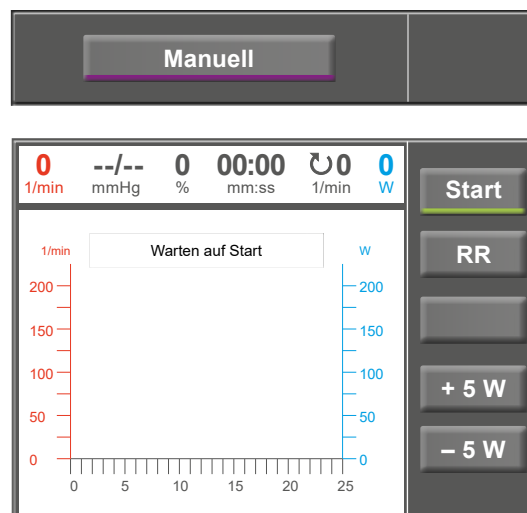 Manuell
0 --/-- 0 00:00 ↻0 0
1/min mmHg % mm:ss 1/min W
Start
1/min Warten auf Start W
RR
200 200
150 150
100 100
+ 5 W
50 50
– 5 W
0 0
0 5 10 15 20 25